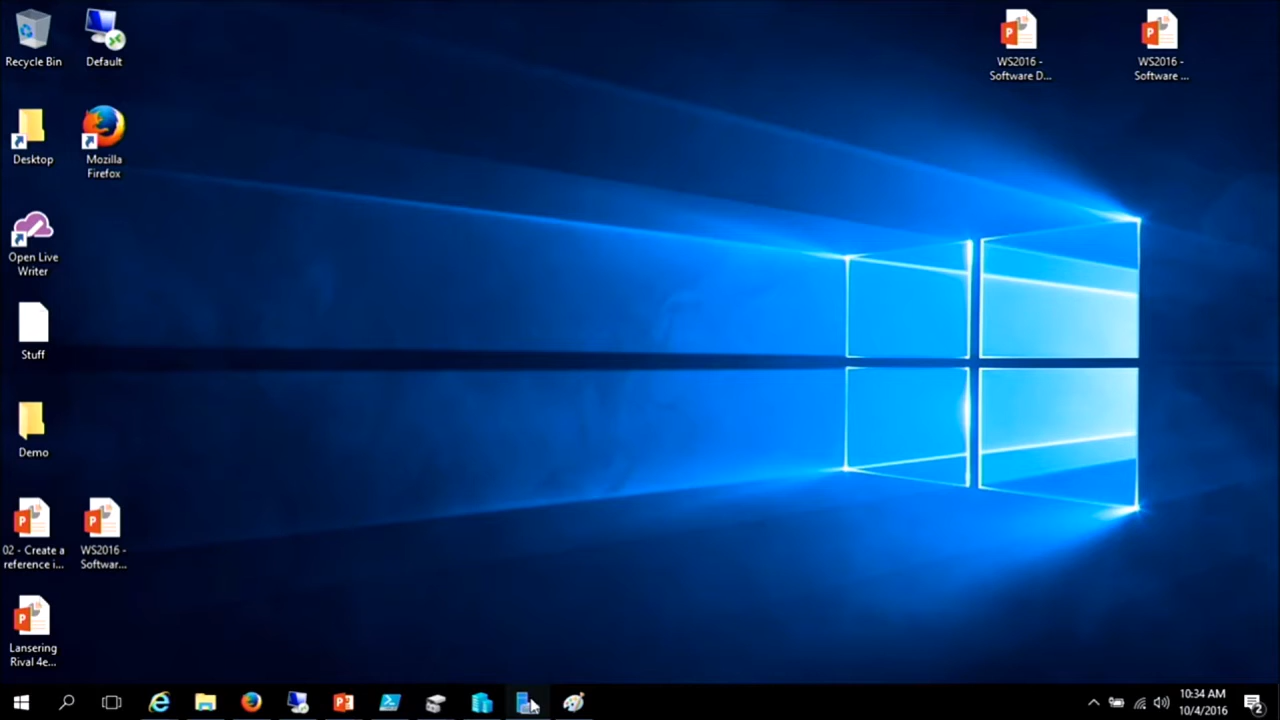 Recycle Bin
Default
WS2016 -
Software D...
WS2016 -
Software ...
Desktop
Mozilla
Firefox
Open Live
Writer
Stuff
Demo
02 - Create a
reference i...
WS2016 -
Softwar...
Lansering
Rival 4e...
10:34 AM
10/4/2016
2